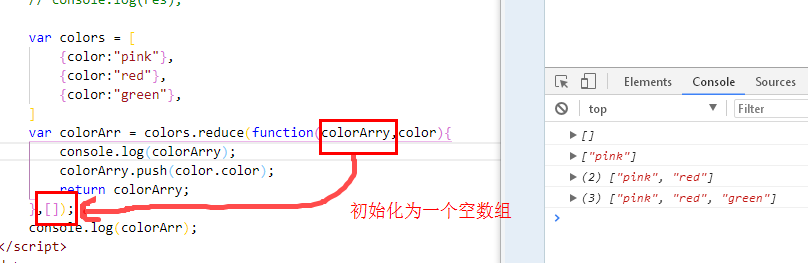 // console.log(res);
var colors = [
{color:"pink"},
{color:"red"},
{color:"green"},
]
var colorArr = colors.reduce(function(colorArry,color){
console.log(colorArry);
colorArry.push(color.color);
return colorArry;
},[]);
初始化为一个空数组
console.log(colorArr);
</script>
Elements Console Sources
top Filter
[]
["pink"]
(2) ["pink", "red"]
(3) ["pink", "red", "green"]